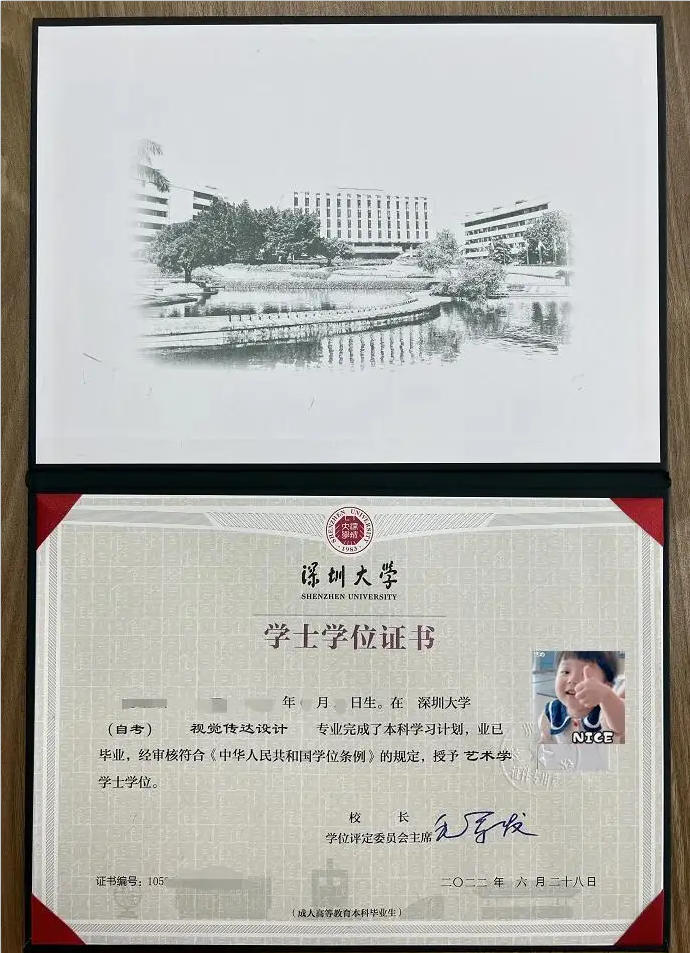 SHENZHEN UNIVERSITY
1983
深圳大学
SHENZHEN UNIVERSITY
学士学位证书
年 月 日生。在 深圳大学
(自考) 视觉传达设计 专业完成了本科学习计划，业已
毕业，经审核符合《中华人民共和国学位条例》的规定，授予 艺术学
学士学位。
NICE
校 长
学位评定委员会主席
证书编号：105
二〇二二 年 六 月 二十八 日
(成人高等教育本科毕业生)